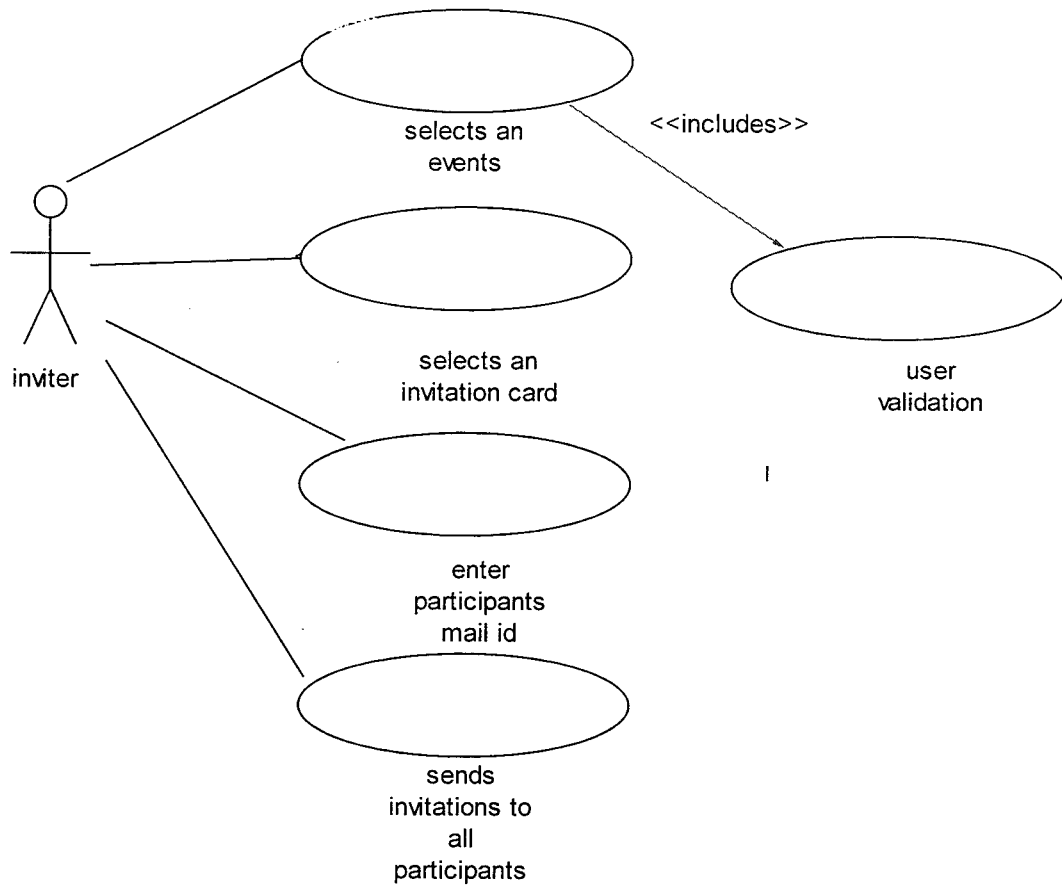 selects an
events
<<includes>>
inviter
selects an
invitation card
user
validation
enter
participants
mail id
sends
invitations to
all
participants